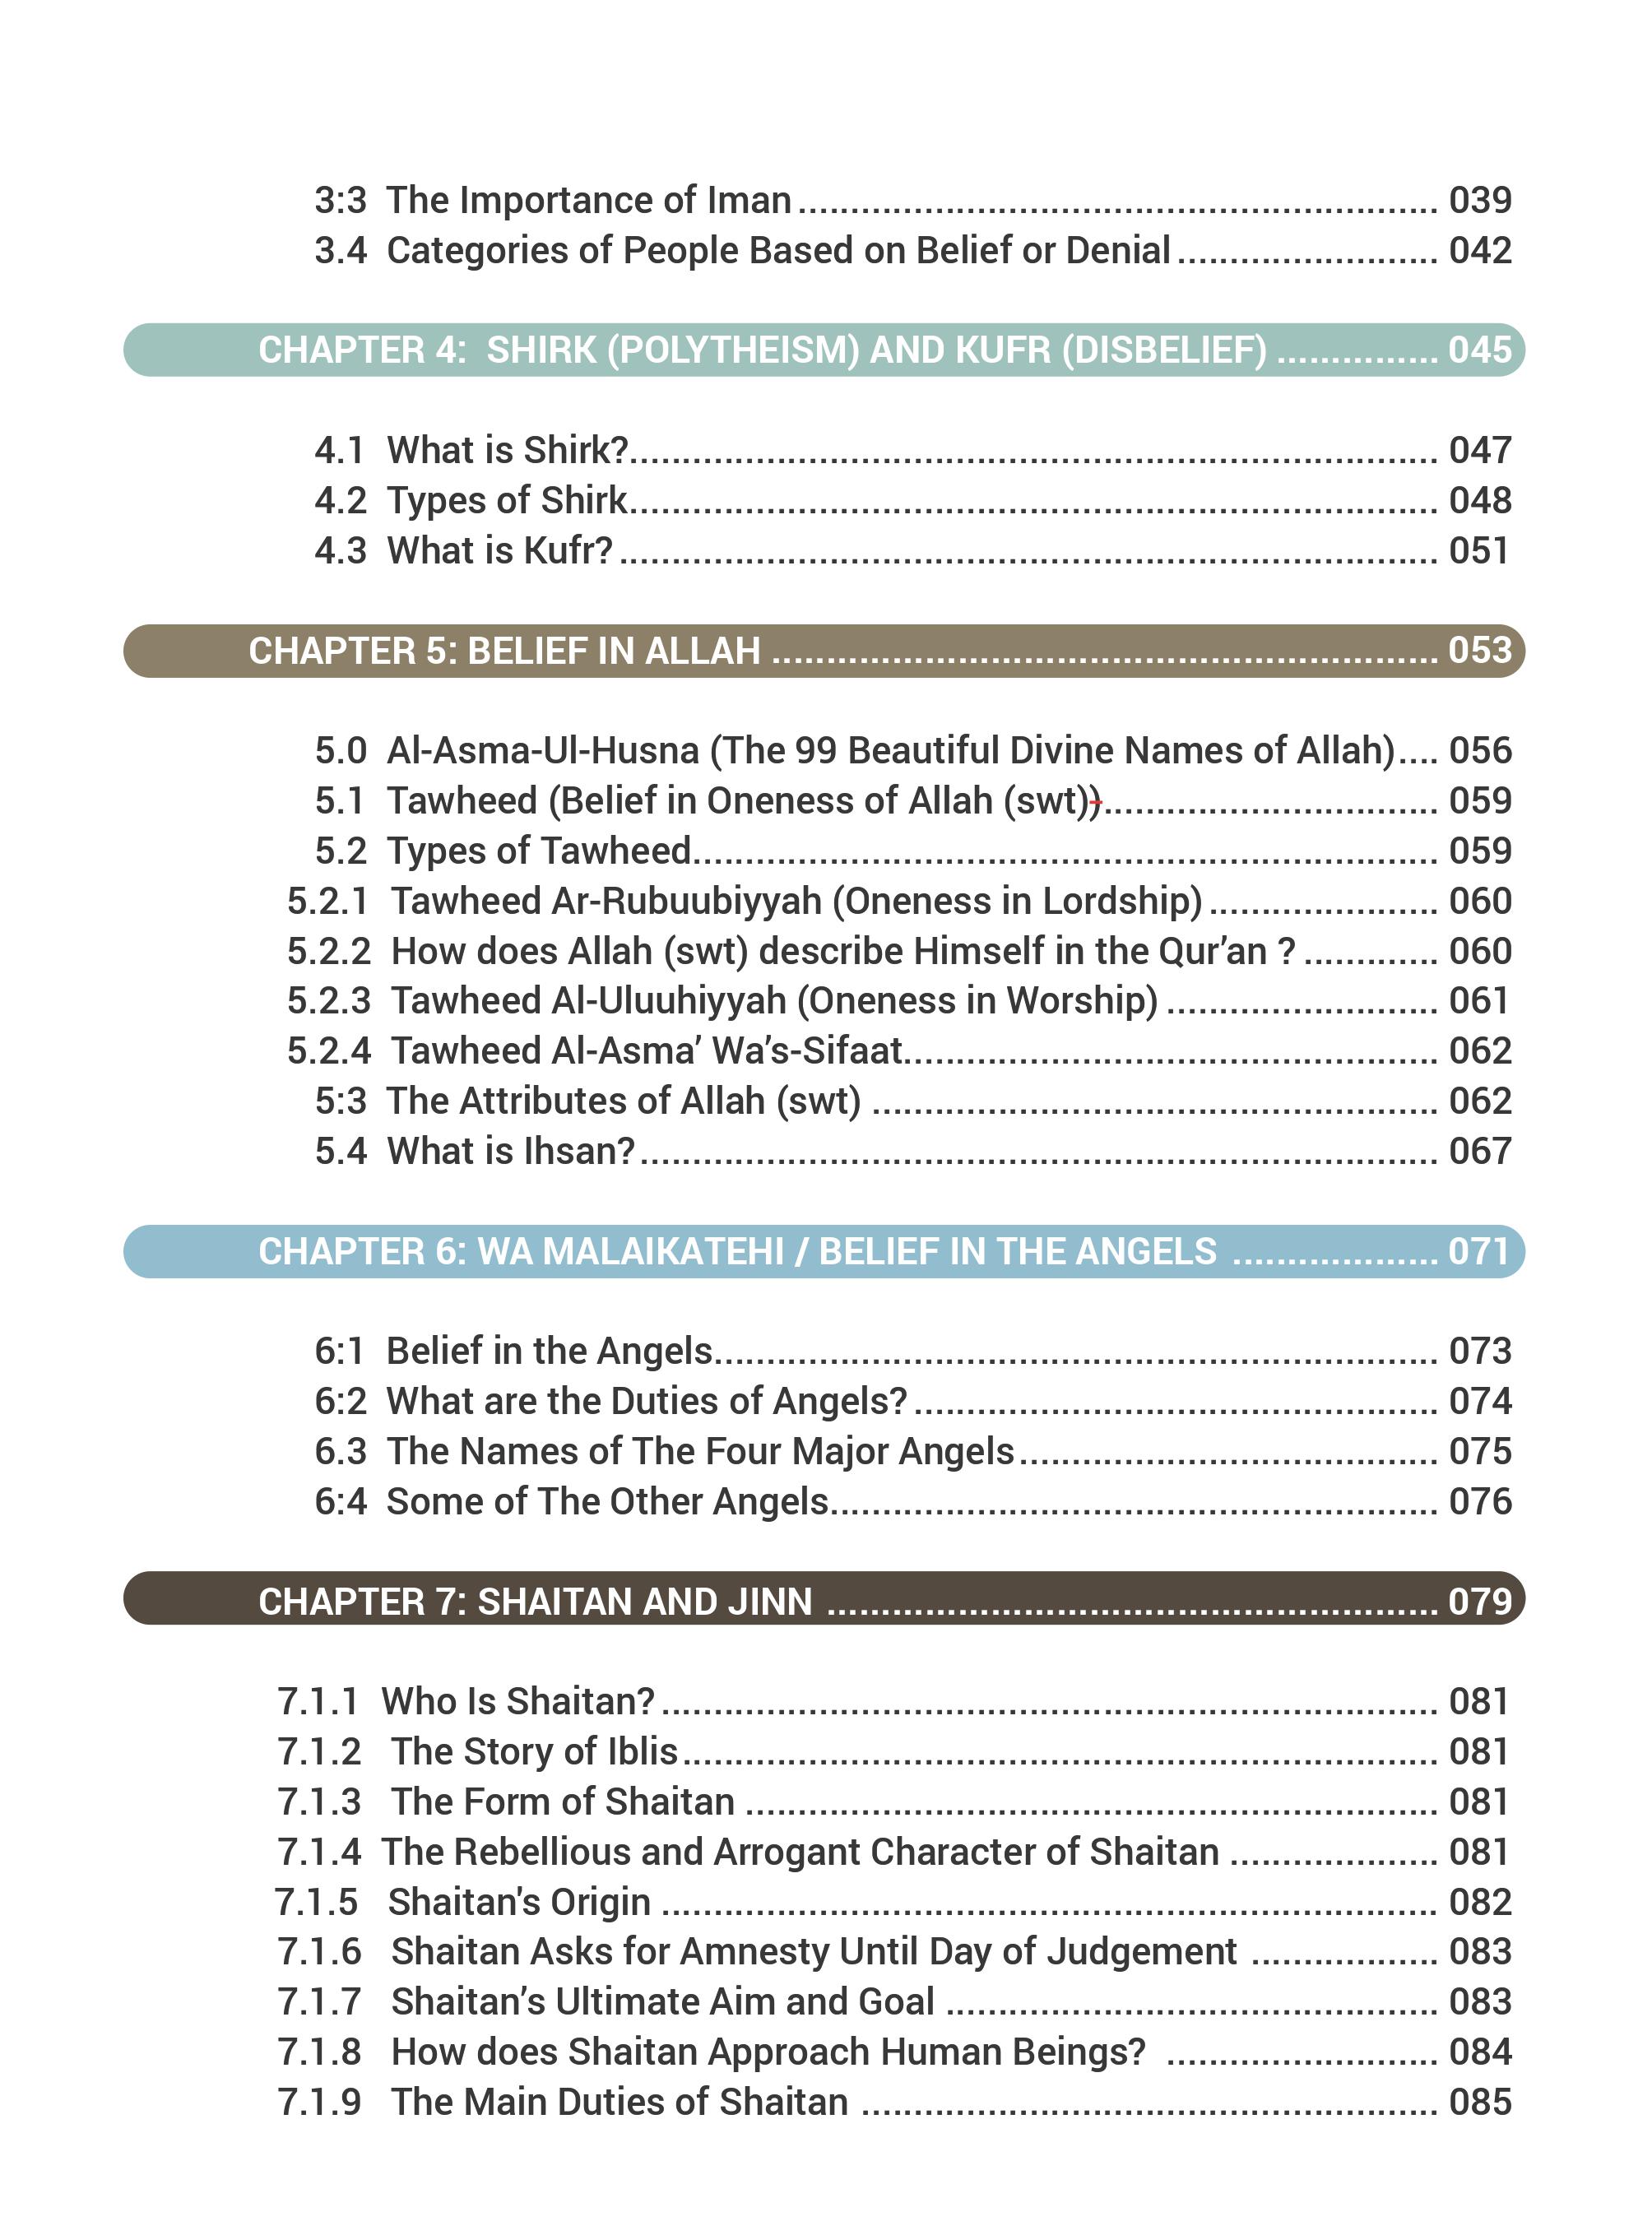 3:3 The Importance of Iman ............................................................. 039
3.4 Categories of People Based on Belief or Denial ......................... 042
CHAPTER 4: SHIRK (POLYTHEISM) AND KUFR (DISBELIEF) ............... 045
4.1 What is Shirk?............................................................................. 047
4.2 Types of Shirk............................................................................. 048
4.3 What is Kufr? .............................................................................. 051
CHAPTER 5: BELIEF IN ALLAH ............................................................. 053
5.0 Al-Asma-Ul-Husna (The 99 Beautiful Divine Names of Allah).... 056
5.1 Tawheed (Belief in Oneness of Allah (swt))................................ 059
5.2 Types of Tawheed....................................................................... 059
5.2.1 Tawheed Ar-Rubuubiyyah (Oneness in Lordship) ...................... 060
5.2.2 How does Allah (swt) describe Himself in the Qur’an ? ............. 060
5.2.3 Tawheed Al-Uluuhiyyah (Oneness in Worship) .......................... 061
5.2.4 Tawheed Al-Asma’ Wa’s-Sifaat................................................... 062
5:3 The Attributes of Allah (swt) ...................................................... 062
5.4 What is Ihsan? ............................................................................ 067
CHAPTER 6: WA MALAIKATEHI / BELIEF IN THE ANGELS ................... 071
6:1 Belief in the Angels..................................................................... 073
6:2 What are the Duties of Angels? .................................................. 074
6.3 The Names of The Four Major Angels ........................................ 075
6:4 Some of The Other Angels.......................................................... 076
CHAPTER 7: SHAITAN AND JINN ........................................................ 079
7.1.1 Who Is Shaitan? .......................................................................... 081
7.1.2 The Story of Iblis ........................................................................ 081
7.1.3 The Form of Shaitan .................................................................. 081
7.1.4 The Rebellious and Arrogant Character of Shaitan .................... 081
7.1.5 Shaitan's Origin .......................................................................... 082
7.1.6 Shaitan Asks for Amnesty Until Day of Judgement .................. 083
7.1.7 Shaitan’s Ultimate Aim and Goal ............................................... 083
7.1.8 How does Shaitan Approach Human Beings? .......................... 084
7.1.9 The Main Duties of Shaitan ....................................................... 085